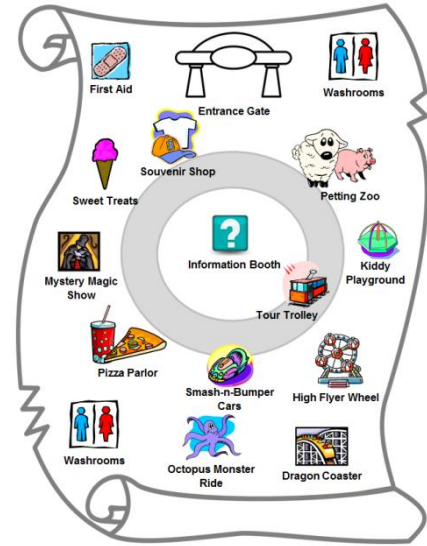 First Aid
Entrance Gate
Washrooms
Souvenir Shop
Sweet Treats
Petting Zoo
?
Information Booth
Mystery Magic
Show
Kiddy
Playground
Tour Trolley
Pizza Parlor
Smash-n-Bumper
Cars
High Flyer Wheel
Washrooms
Octopus Monster
Ride
Dragon Coaster